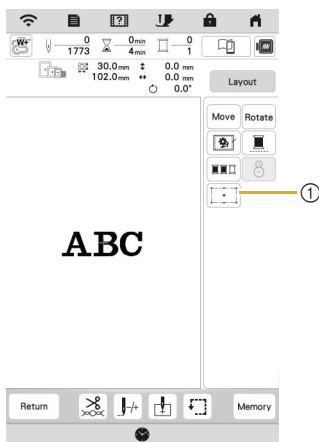 W+
0
1773
0min
4min
0
1
30.0mm 0.0 mm
102.0mm 0.0 mm
0.0°
Layout
Move Rotate
1
ABC
Return
-/+
Memory